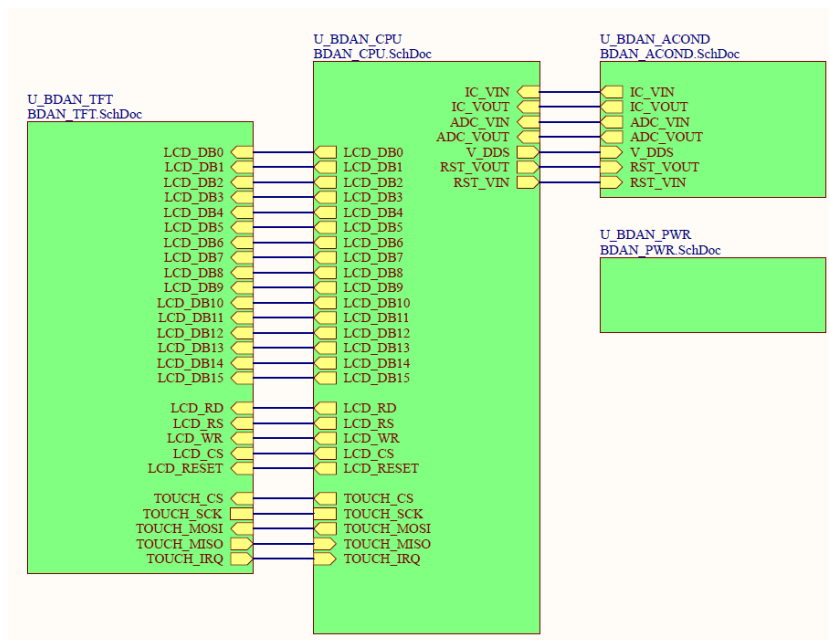 U_BDAN_TFT
BDAN_TFT.SchDoc
LCD_DB0
LCD_DB1
LCD_DB2
LCD_DB3
LCD_DB4
LCD_DB5
LCD_DB6
LCD_DB7
LCD_DB8
LCD_DB9
LCD_DB10
LCD_DB11
LCD_DB12
LCD_DB13
LCD_DB14
LCD_DB15
LCD_RD
LCD_RS
LCD_WR
LCD_CS
LCD_RESET
TOUCH_CS
TOUCH_SCK
TOUCH_MOSI
TOUCH_MISO
TOUCH_IRQ
U_BDAN_CPU
BDAN_CPU.SchDoc
LCD_DB0
LCD_DB1
LCD_DB2
LCD_DB3
LCD_DB4
LCD_DB5
LCD_DB6
LCD_DB7
LCD_DB8
LCD_DB9
LCD_DB10
LCD_DB11
LCD_DB12
LCD_DB13
LCD_DB14
LCD_DB15
LCD_RD
LCD_RS
LCD_WR
LCD_CS
LCD_RESET
TOUCH_CS
TOUCH_SCK
TOUCH_MOSI
TOUCH_MISO
TOUCH_IRQ
IC_VIN
IC_VOUT
ADC_VIN
ADC_VOUT
V_DDS
RST_VOUT
RST_VIN
U_BDAN_ACOND
BDAN_ACOND.SchDoc
IC_VIN
IC_VOUT
ADC_VIN
ADC_VOUT
V_DDS
RST_VOUT
RST_VIN
U_BDAN_PWR
BDAN_PWR.SchDoc